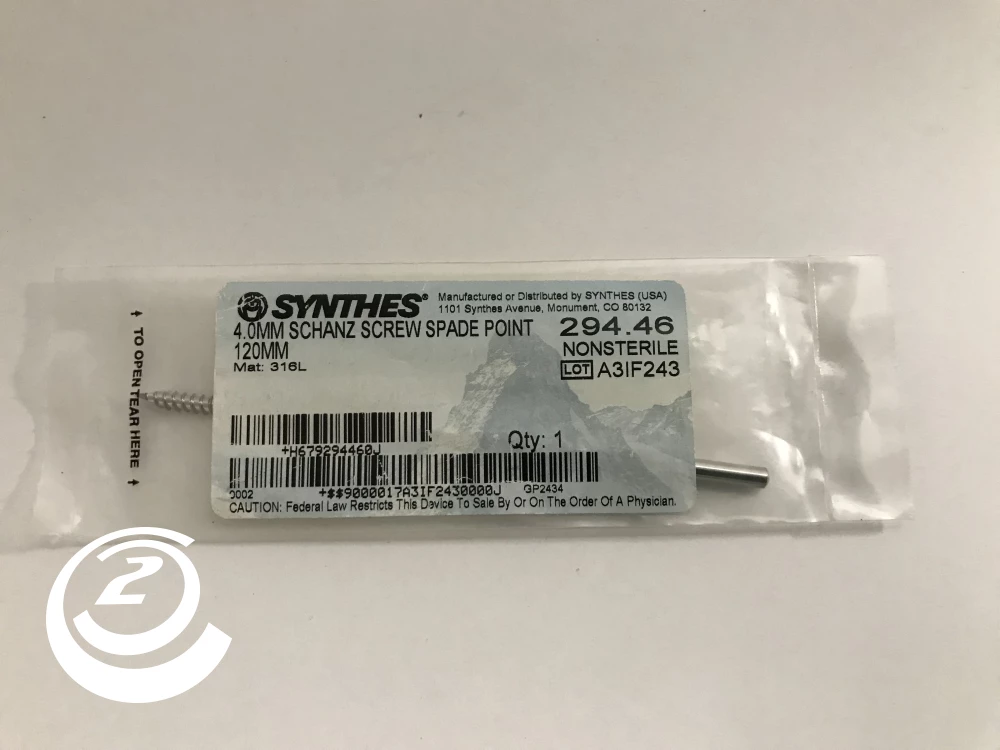 SYNTHES®
Manufactured or Distributed by SYNTHES (USA)
1101 Synthes Avenue, Monument, CO 80132
4.0MM SCHANZ SCREW SPADE POINT
120MM
Mat: 316L
294.46
NONSTERILE
LOT A3IF243
TO OPEN TEAR HERE
+H679294460J
Qty: 1
0002
+$$9000017A3IF2430000J
GP2434
CAUTION: Federal Law Restricts This Device To Sale By Or On The Order Of A Physician.
2